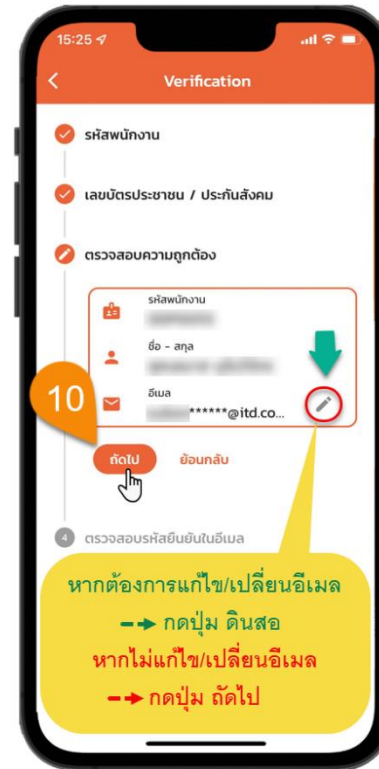 15:25
Verification
รหัสพนักงาน
เลขบัตรประชาชน / ประกันสังคม
ตรวจสอบความถูกต้อง
รหัสพนักงาน
ชื่อ - สกุล
10
อีเมล
******@itd.co...
ถัดไป ย้อนกลับ
4 ตรวจสอบรหัสยืนยันในอีเมล
หากต้องการแก้ไข/เปลี่ยนอีเมล
กดปุ่ม ดินสอ
หากไม่แก้ไข/เปลี่ยนอีเมล
กดปุ่ม ถัดไป